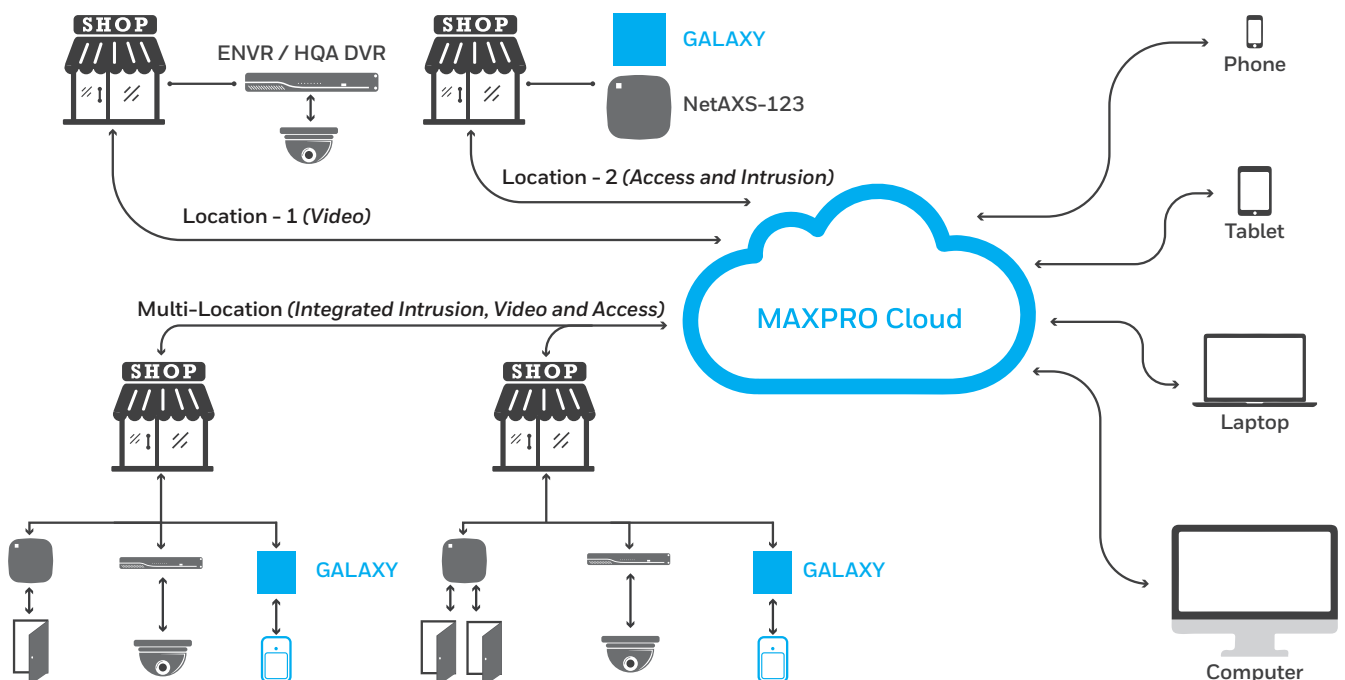 SHOP
ENVR / HQA DVR
SHOP
GALAXY
NetAXS-123
Phone
Location - 2 (Access and Intrusion)
Location - 1 (Video)
Tablet
Multi-Location (Integrated Intrusion, Video and Access)
MAXPRO Cloud
SHOP
SHOP
Laptop
GALAXY
GALAXY
Computer